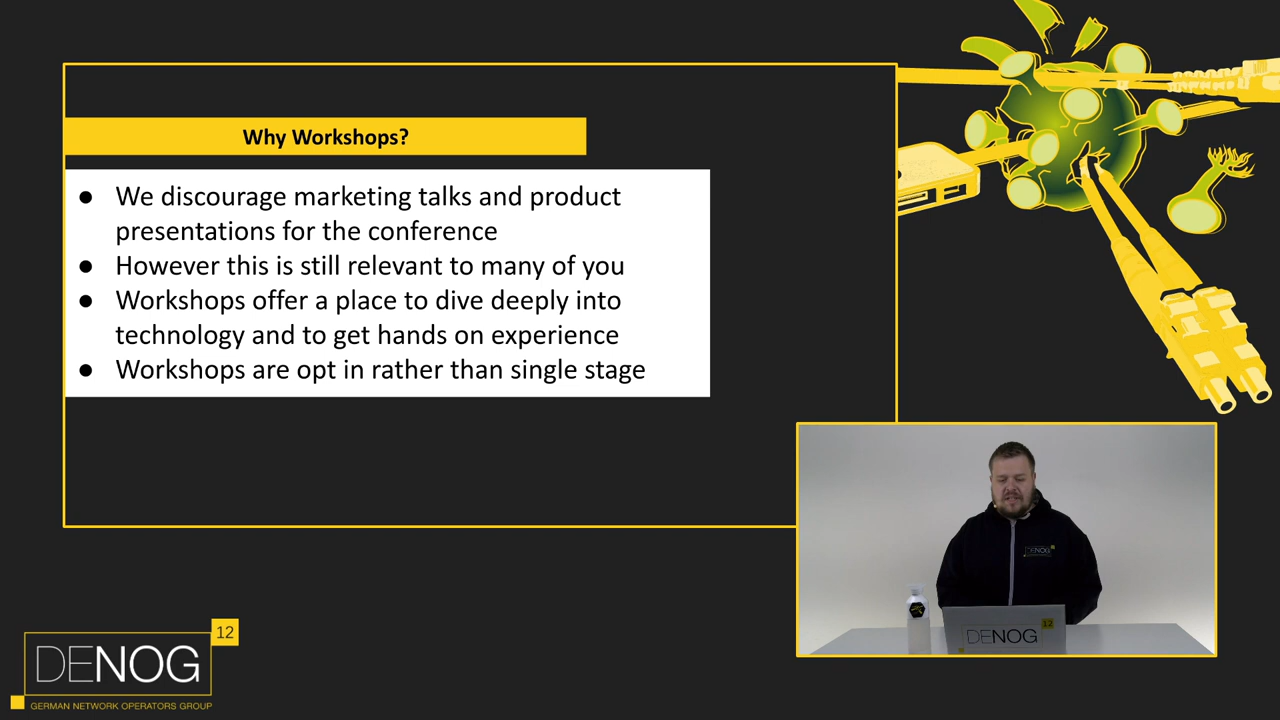 Why Workshops?
● We discourage marketing talks and product
presentations for the conference
● However this is still relevant to many of you
● Workshops offer a place to dive deeply into
technology and to get hands on experience
● Workshops are opt in rather than single stage
DENOG
12
DENOG
12
DENOG
GERMAN NETWORK OPERATORS GROUP